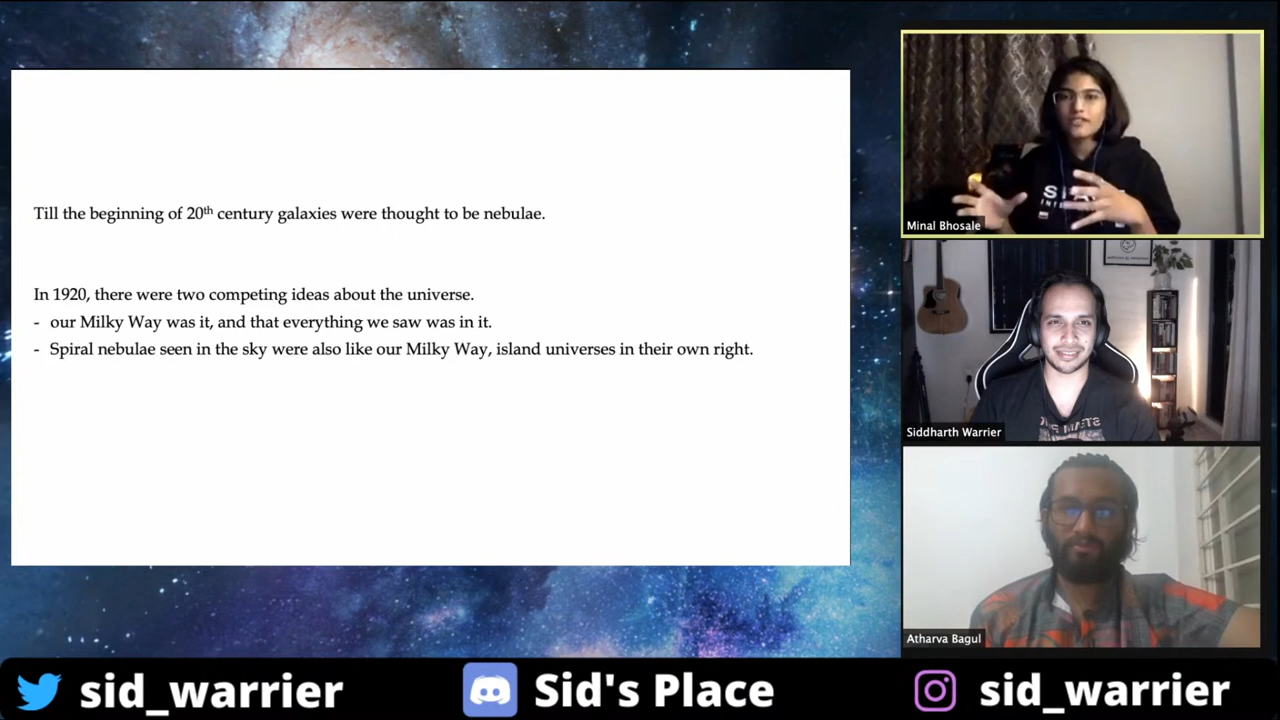 Till the beginning of 20th century galaxies were thought to be nebulae.
In 1920, there were two competing ideas about the universe.
- our Milky Way was it, and that everything we saw was in it.
- Spiral nebulae seen in the sky were also like our Milky Way, island universes in their own right.
Minal Bhosale
Siddharth Warrier
Atharva Bagul
sid_warrier
Sid's Place
sid_warrier